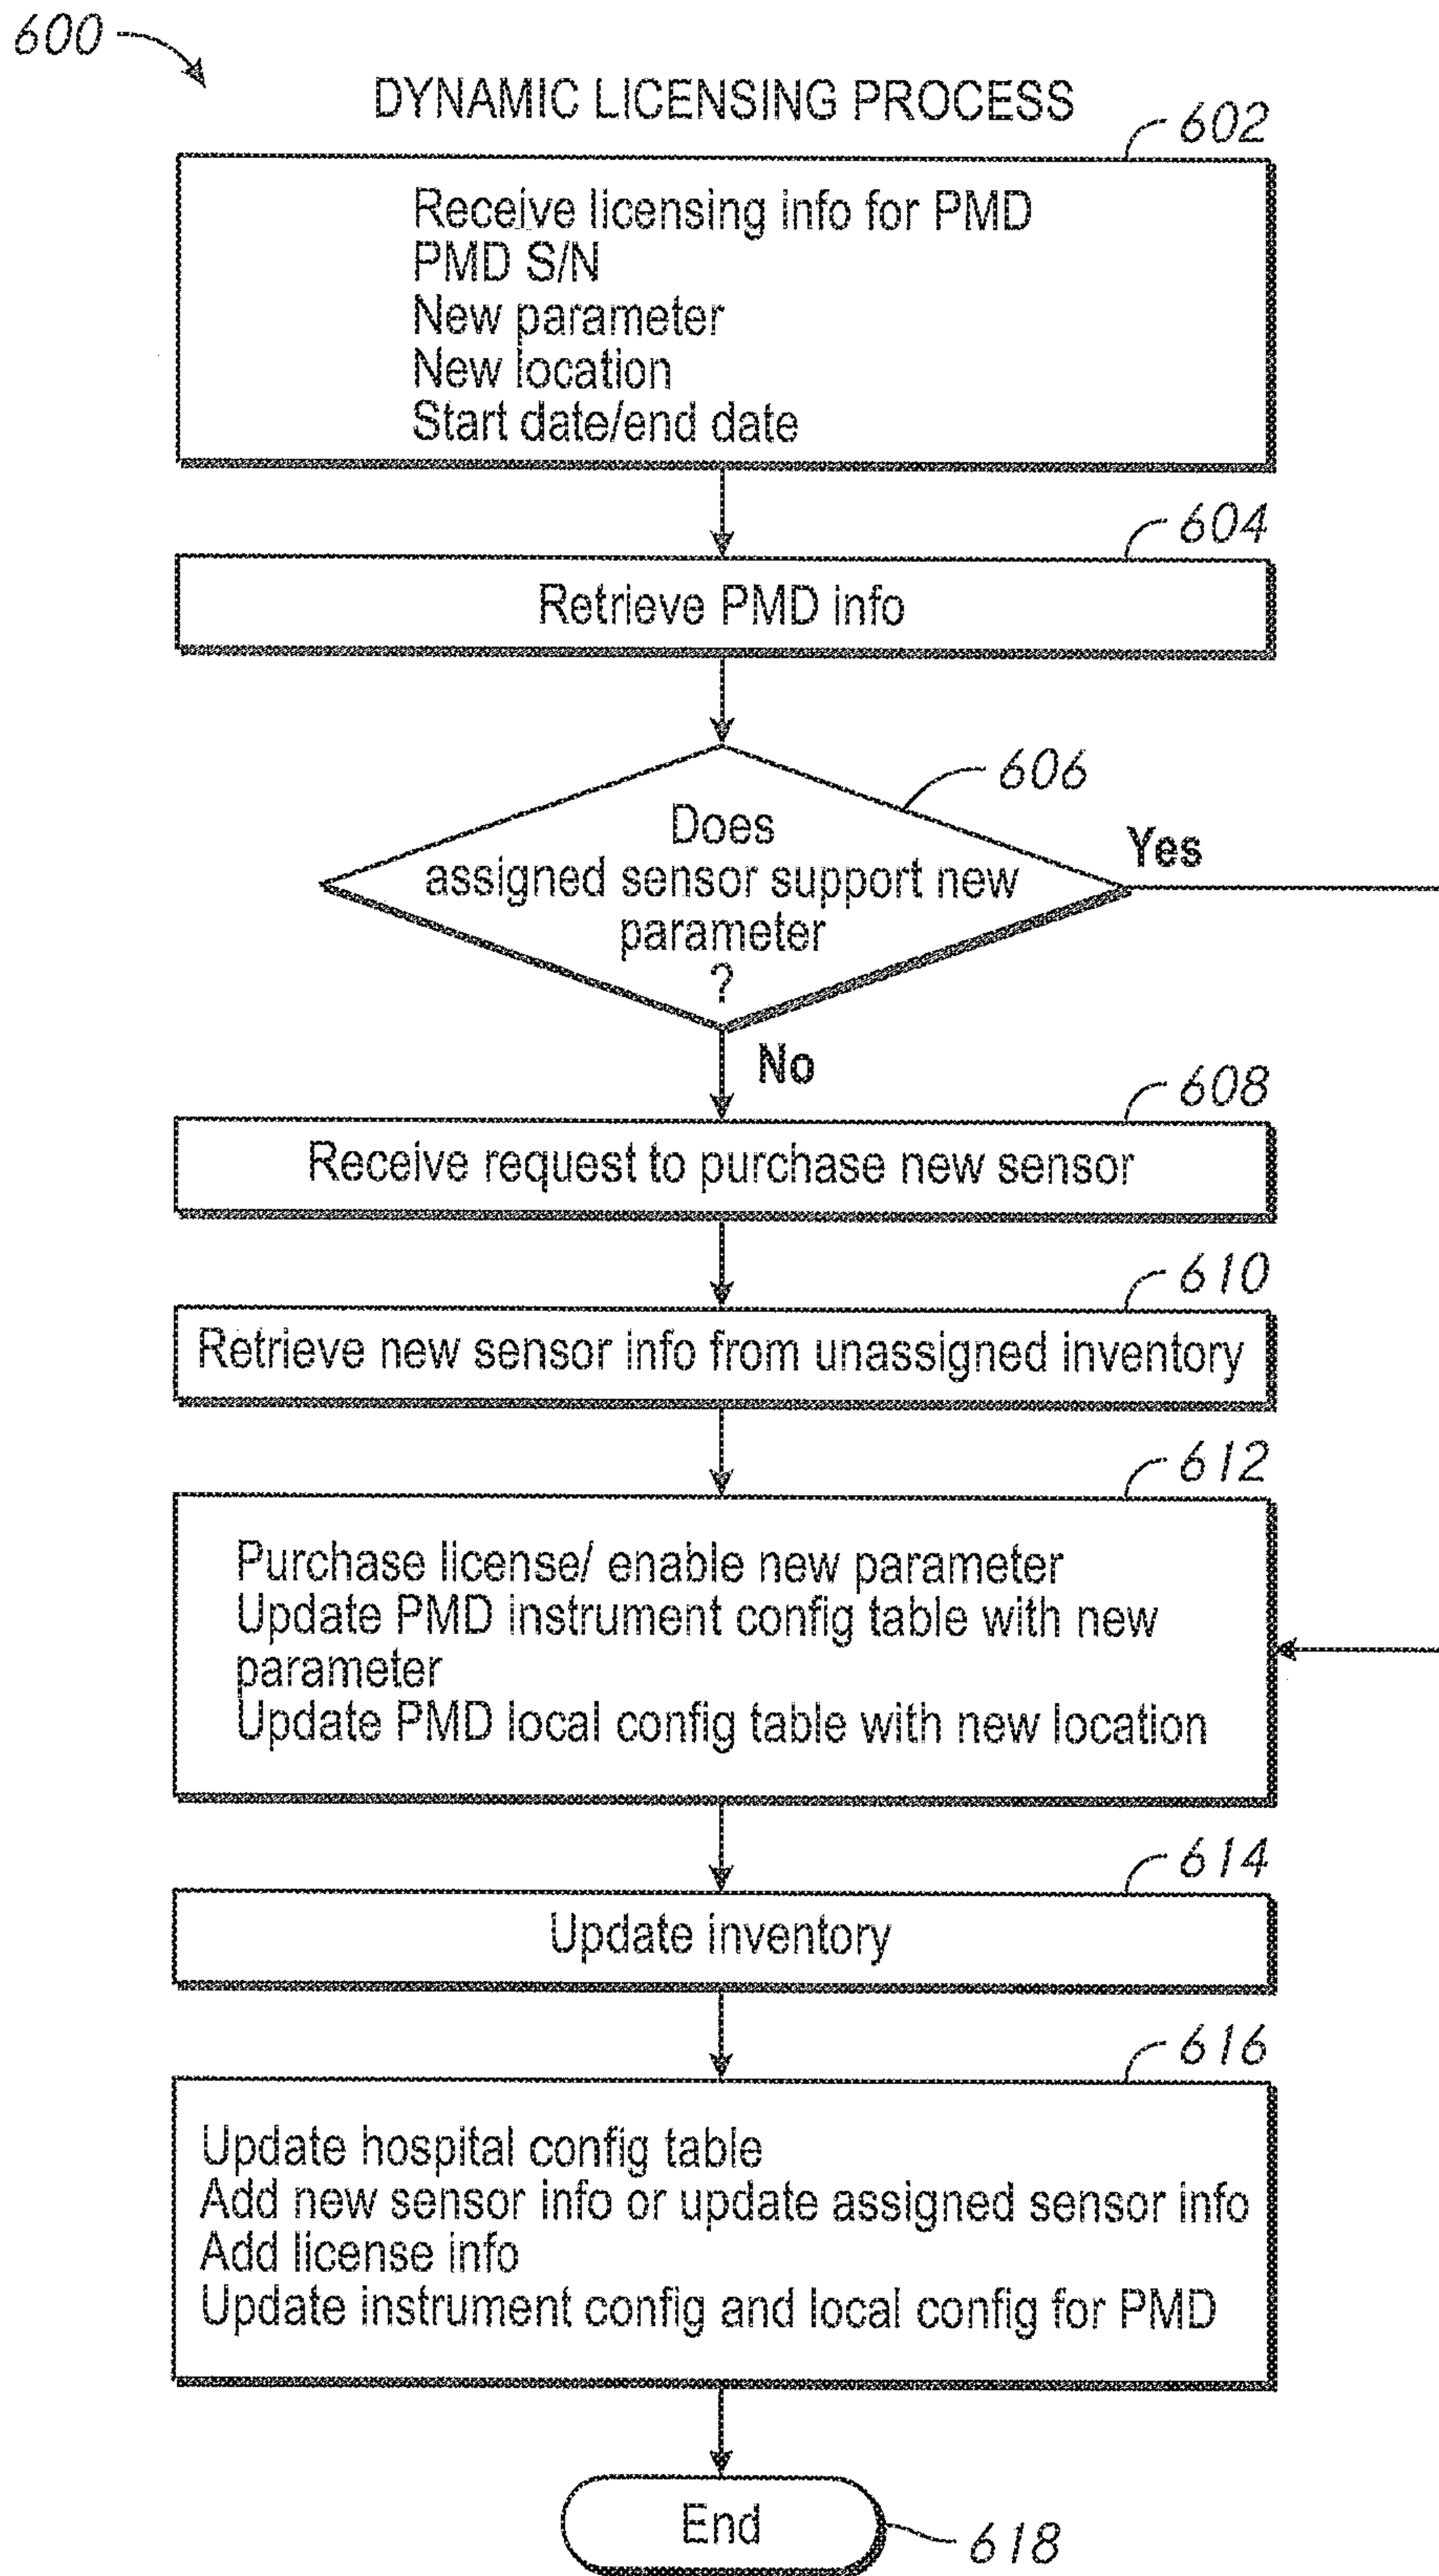 600
DYNAMIC LICENSING PROCESS
602
Receive licensing info for PMD
PMD S/N
New parameter
New location
Start date/end date
604
Retrieve PMD info
606
Does
assigned sensor support new
parameter
?
Yes
No
608
Receive request to purchase new sensor
610
Retrieve new sensor info from unassigned inventory
612
Purchase license/ enable new parameter
Update PMD instrument config table with new
parameter
Update PMD local config table with new location
614
Update inventory
616
Update hospital config table
Add new sensor info or update assigned sensor info
Add license info
Update instrument config and local config for PMD
End
618